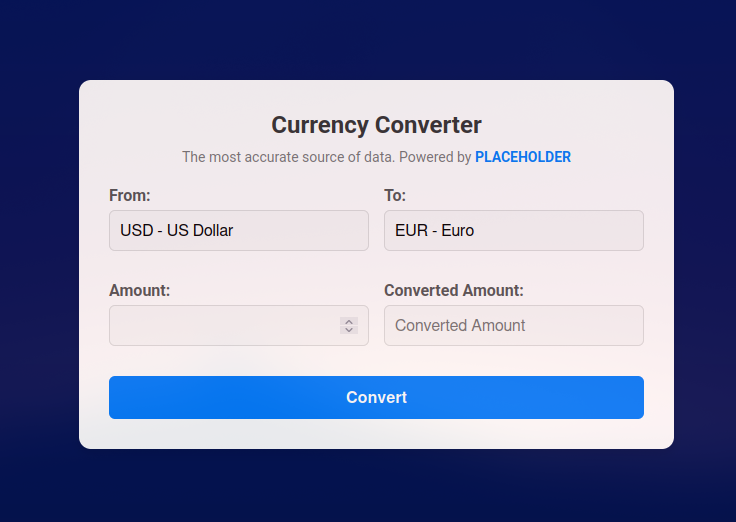 Currency Converter
The most accurate source of data. Powered by PLACEHOLDER
From: To:
USD - US Dollar EUR - Euro
Amount: Converted Amount:
Converted Amount
Convert